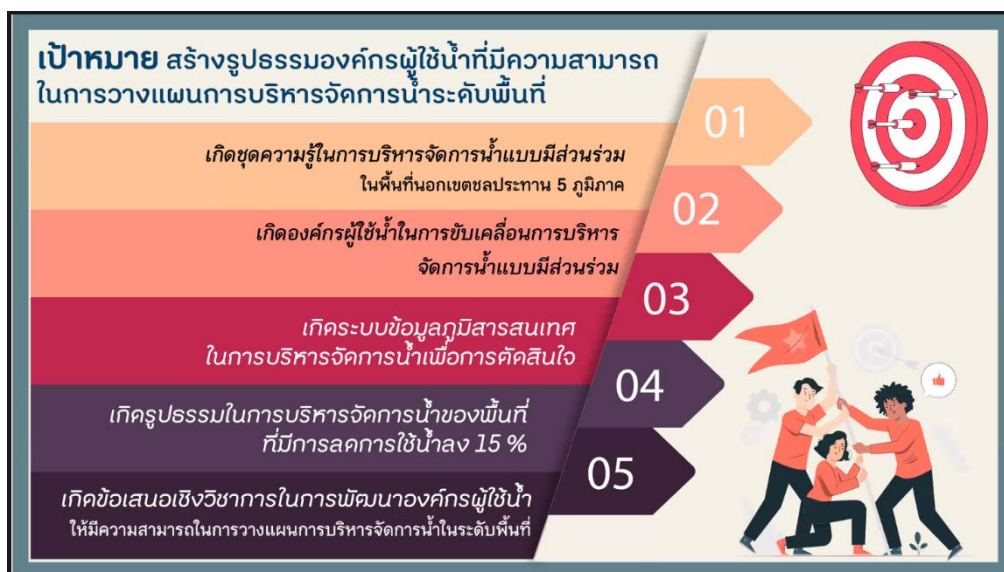 เป้าหมาย สร้างรูปธรรมองค์กรผู้ใช้น้ำที่มีความสามารถ
ในการวางแผนการบริหารจัดการน้ำระดับพื้นที่
01
เกิดชุดความรู้ในการบริหารจัดการน้ำแบบมีส่วนร่วม
ในพื้นที่นอกเขตชลประทาน 5 ภูมิภาค
02
เกิดองค์กรผู้ใช้น้ำในการขับเคลื่อนการบริหาร
จัดการน้ำแบบมีส่วนร่วม
03
เกิดระบบข้อมูลภูมิสารสนเทศ
ในการบริหารจัดการน้ำเพื่อการตัดสินใจ
04
เกิดรูปธรรมในการบริหารจัดการน้ำของพื้นที่
ที่มีการลดการใช้น้ำลง 15 %
05
เกิดข้อเสนอเชิงวิชาการในการพัฒนาองค์กรผู้ใช้น้ำ
ให้มีความสามารถในการวางแผนการบริหารจัดการน้ำในระดับพื้นที่